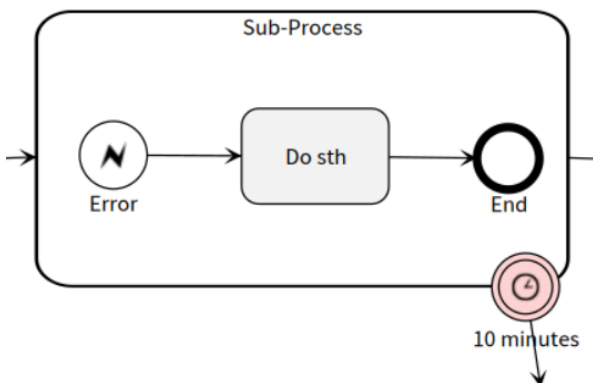 Sub-Process
Do sth
Error
End
10 minutes